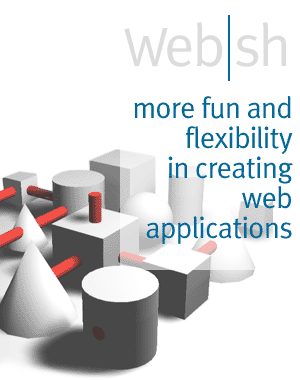 web|sh
more fun and
flexibility
in creating
web
applications